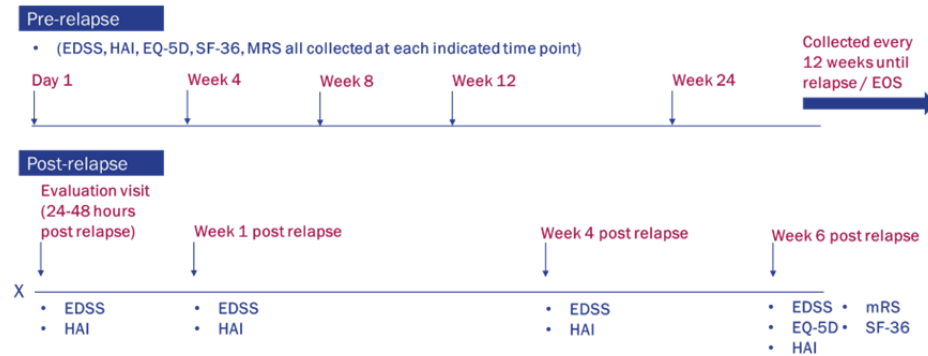 Pre-relapse
• (EDSS, HAI, EQ-5D, SF-36, MRS all collected at each indicated time point)
Collected every
12 weeks until
relapse / EOS
Day 1
Week 4
Week 8
Week 12
Week 24
Post-relapse
Evaluation visit
(24-48 hours
post relapse)
Week 1 post relapse
Week 4 post relapse
Week 6 post relapse
X
• EDSS
• HAI
• EDSS
• HAI
• EDSS
• HAI
• EDSS • mRS
• EQ-5D • SF-36
• HAI